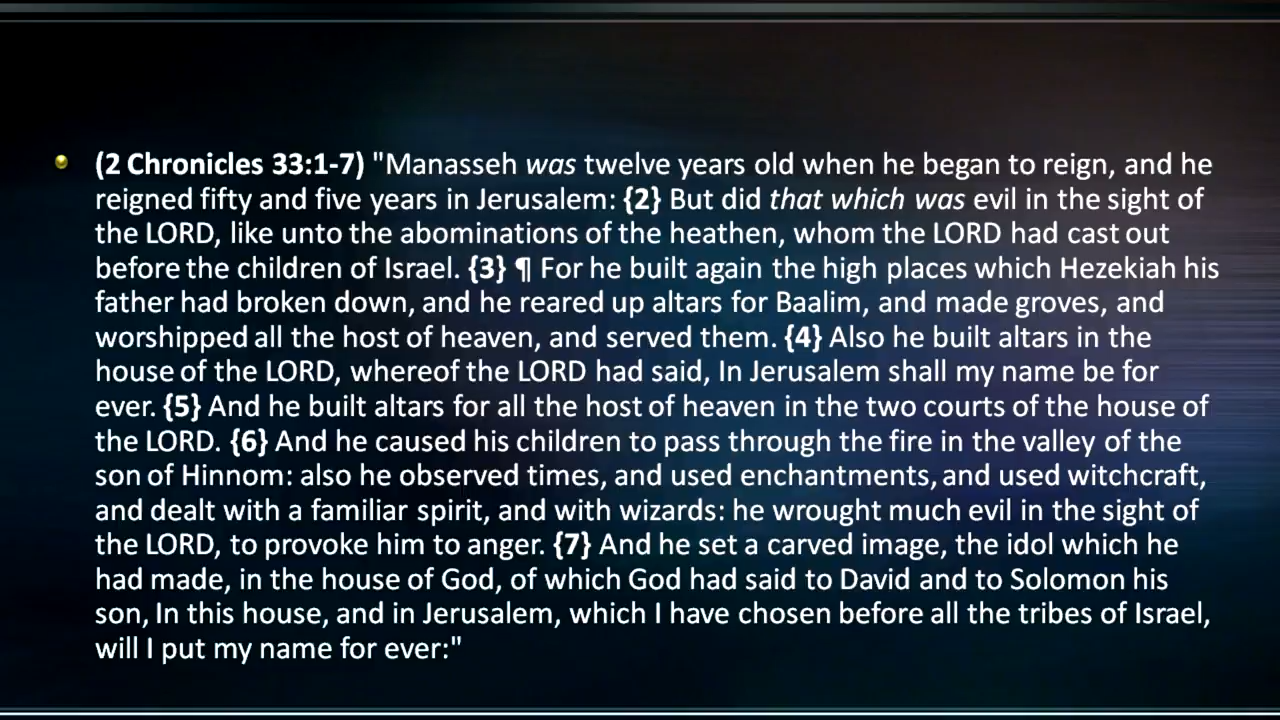 (2 Chronicles 33:1-7) "Manasseh was twelve years old when he began to reign, and he
reigned fifty and five years in Jerusalem: {2} But did that which was evil in the sight of
the LORD, like unto the abominations of the heathen, whom the LORD had cast out
before the children of Israel. {3} ¶ For he built again the high places which Hezekiah his
father had broken down, and he reared up altars for Baalim, and made groves, and
worshipped all the host of heaven, and served them. {4} Also he built altars in the
house of the LORD, whereof the LORD had said, In Jerusalem shall my name be for
ever. {5} And he built altars for all the host of heaven in the two courts of the house of
the LORD. {6} And he caused his children to pass through the fire in the valley of the
son of Hinnom: also he observed times, and used enchantments, and used witchcraft,
and dealt with a familiar spirit, and with wizards: he wrought much evil in the sight of
the LORD, to provoke him to anger. {7} And he set a carved image, the idol which he
had made, in the house of God, of which God had said to David and to Solomon his
son, In this house, and in Jerusalem, which I have chosen before all the tribes of Israel,
will I put my name for ever:"